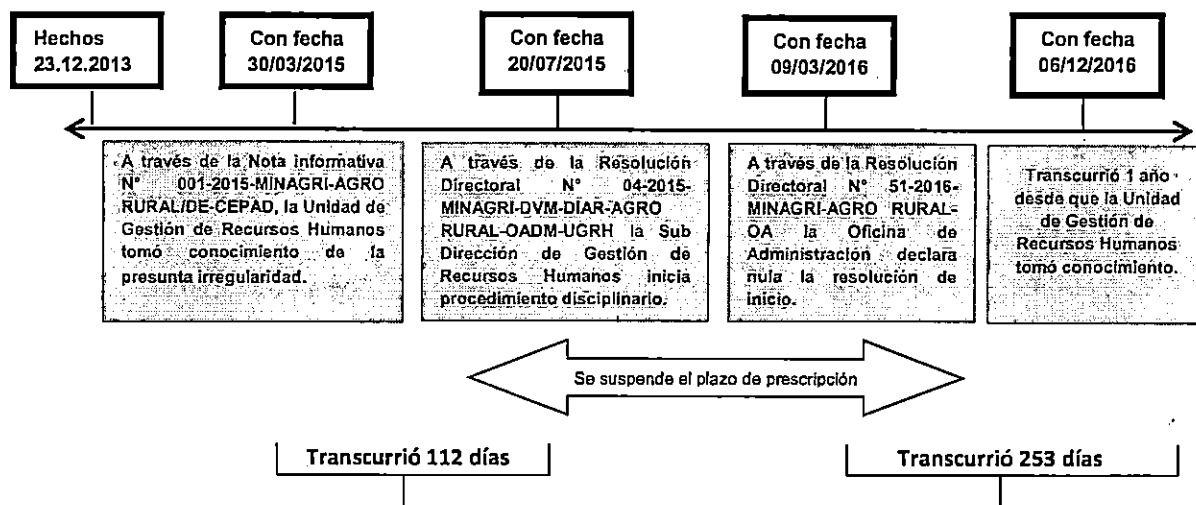 Hechos
23.12.2013
Con fecha
30/03/2015
Con fecha
20/07/2015
Con fecha
09/03/2016
Con fecha
06/12/2016
A través de la Nota Informativa
N° 001-2015-MINAGRI-AGRO
RURAL/DE-CEPAD, la Unidad de
Gestión de Recursos Humanos
tomó conocimiento de la
presunta irregularidad.
A través de la Resolución
Directoral N° 04-2015-
MINAGRI-DVM-DIAR-AGRO
RURAL-OADM-UGRH la Sub
Dirección de Gestión de
Recursos Humanos inicia
procedimiento disciplinario.
A través de la Resolución
Directoral N° 51-2016-
MINAGRI-AGRO RURAL-
OA la Oficina de
Administración declara
nula la resolución de
inicio.
Transcurrió 1 año
desde que la Unidad
de Gestión de
Recursos Humanos
tomó conocimiento.
Se suspende el plazo de prescripción
Transcurrió 112 días
Transcurrió 253 días